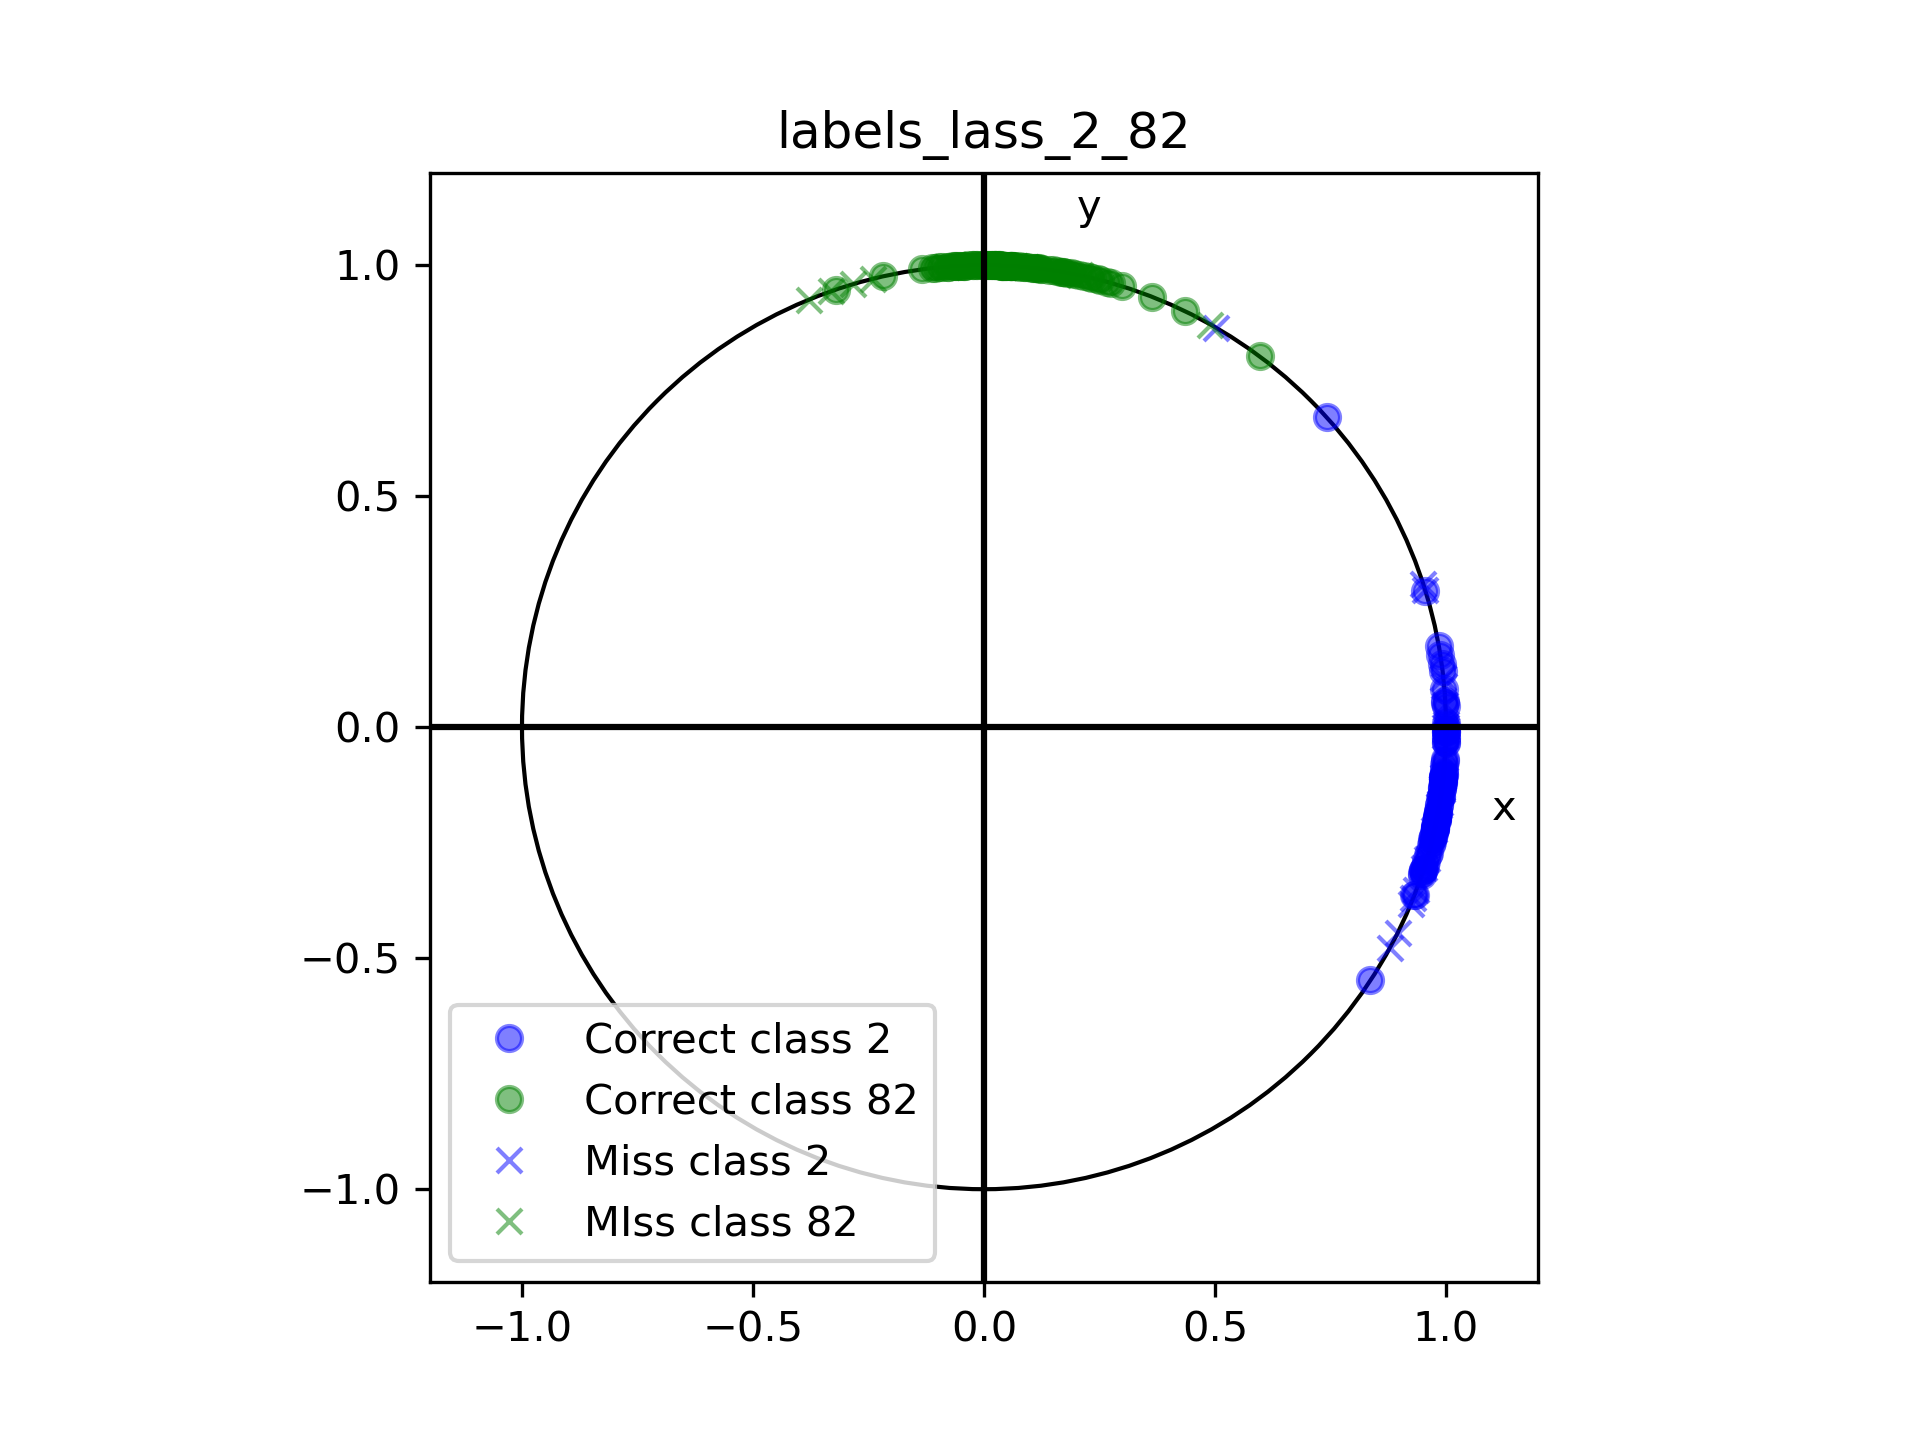 labels_lass_2_82
y
1.0
0.5
0.0
x
−0.5
−1.0
Correct class 2
Correct class 82
Miss class 2
MIss class 82
−1.0 −0.5 0.0 0.5 1.0